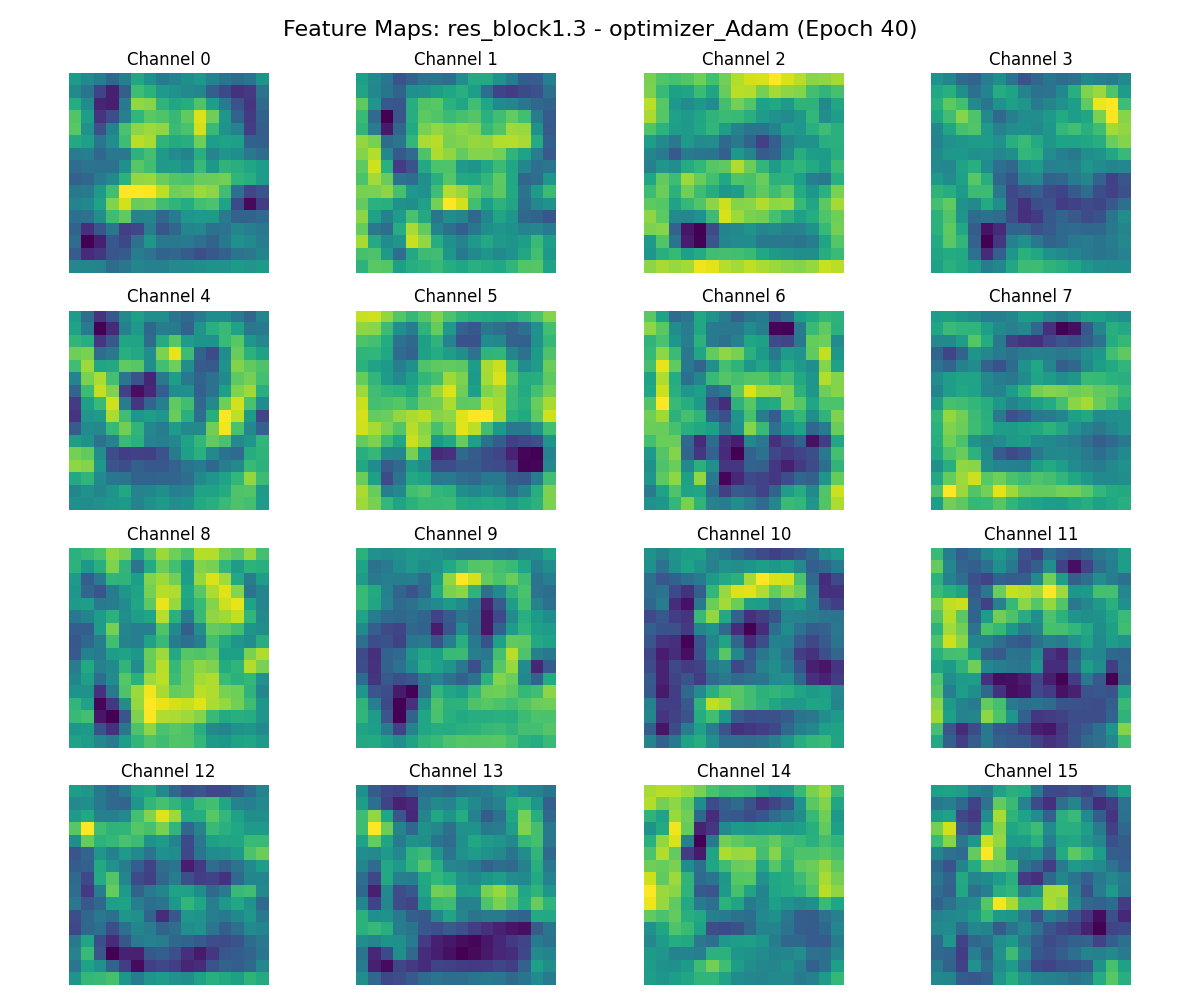 Feature Maps: res_block1.3 - optimizer_Adam (Epoch 40)
Channel 0 Channel 1 Channel 2 Channel 3
Channel 4 Channel 5 Channel 6 Channel 7
Channel 8 Channel 9 Channel 10 Channel 11
Channel 12 Channel 13 Channel 14 Channel 15